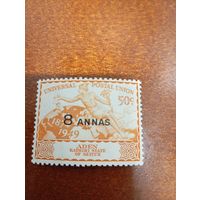 UNIVERSAL POSTAL UNION
50c
8 ANNAS
1949
ADEN
KATHIRI STATE
OF SEIYUN